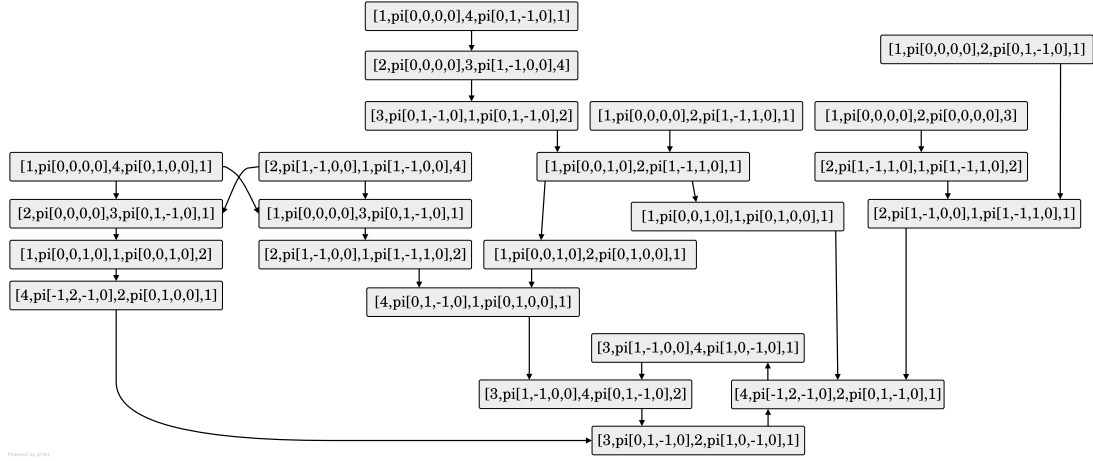 [1,pi[0,0,0,0],4,pi[0,1,-1,0],1]
[1,pi[0,0,0,0],2,pi[0,1,-1,0],1]
[2,pi[0,0,0,0],3,pi[1,-1,0,0],4]
[3,pi[0,1,-1,0],1,pi[0,1,-1,0],2]
[1,pi[0,0,0,0],2,pi[1,-1,1,0],1]
[1,pi[0,0,0,0],2,pi[0,0,0,0],3]
[1,pi[0,0,0,0],4,pi[0,1,0,0],1]
[2,pi[1,-1,0,0],1,pi[1,-1,0,0],4]
[1,pi[0,0,1,0],2,pi[1,-1,1,0],1]
[2,pi[1,-1,1,0],1,pi[1,-1,1,0],2]
[2,pi[0,0,0,0],3,pi[0,1,-1,0],1]
[1,pi[0,0,0,0],3,pi[0,1,-1,0],1]
[1,pi[0,0,1,0],1,pi[0,1,0,0],1]
[2,pi[1,-1,0,0],1,pi[1,-1,1,0],1]
[1,pi[0,0,1,0],1,pi[0,0,1,0],2]
[2,pi[1,-1,0,0],1,pi[1,-1,1,0],2]
[1,pi[0,0,1,0],2,pi[0,1,0,0],1]
[4,pi[-1,2,-1,0],2,pi[0,1,0,0],1]
[4,pi[0,1,-1,0],1,pi[0,1,0,0],1]
[3,pi[1,-1,0,0],4,pi[1,0,-1,0],1]
[3,pi[1,-1,0,0],4,pi[0,1,-1,0],2]
[4,pi[-1,2,-1,0],2,pi[0,1,-1,0],1]
[3,pi[0,1,-1,0],2,pi[1,0,-1,0],1]
Powered by yFiles